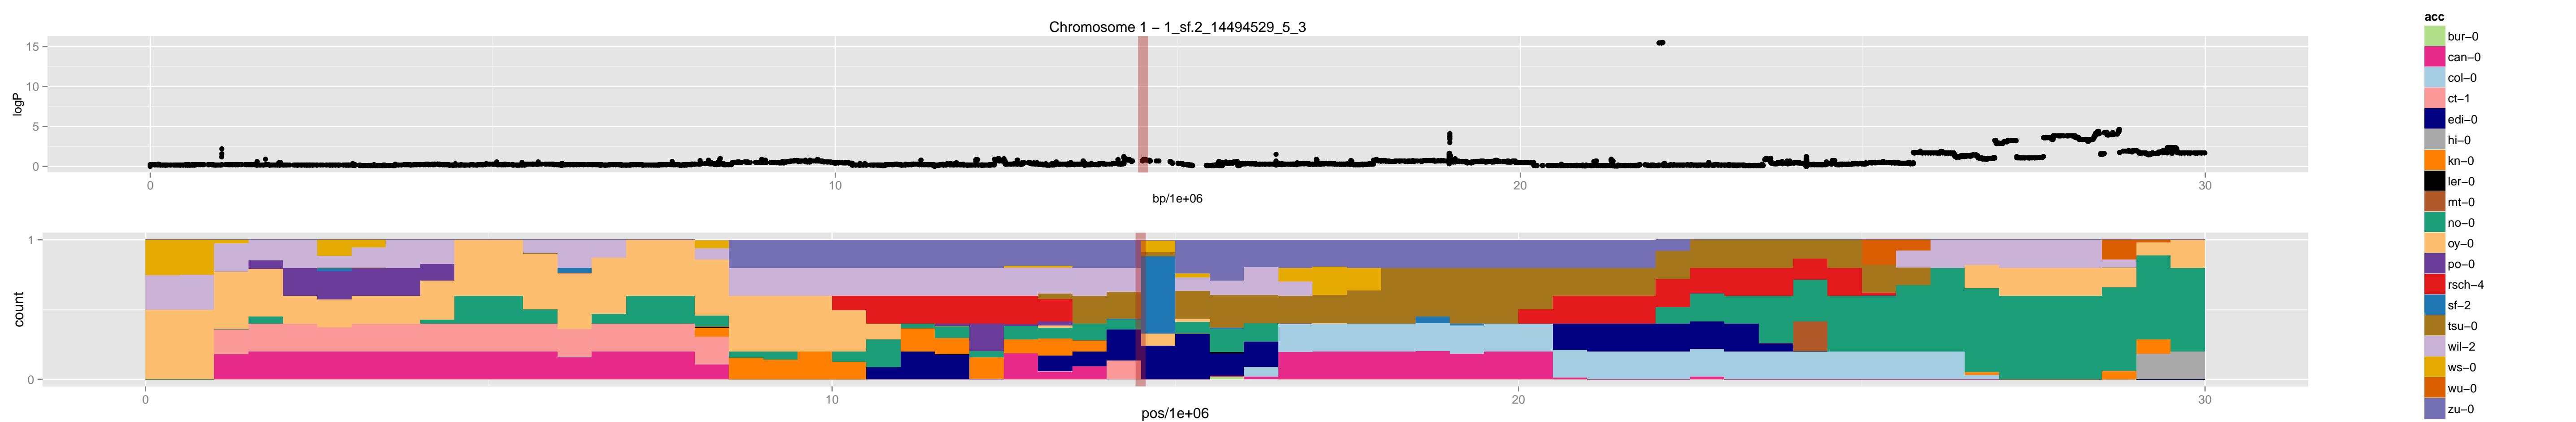 Chromosome 1 − 1_sf.2_14494529_5_3
logP
15
10
5
0
0 10 20 30
bp/1e+06
count
1
0
0 10 20 30
pos/1e+06
acc
bur−0
can−0
col−0
ct−1
edi−0
hi−0
kn−0
ler−0
mt−0
no−0
oy−0
po−0
rsch−4
sf−2
tsu−0
wil−2
ws−0
wu−0
zu−0